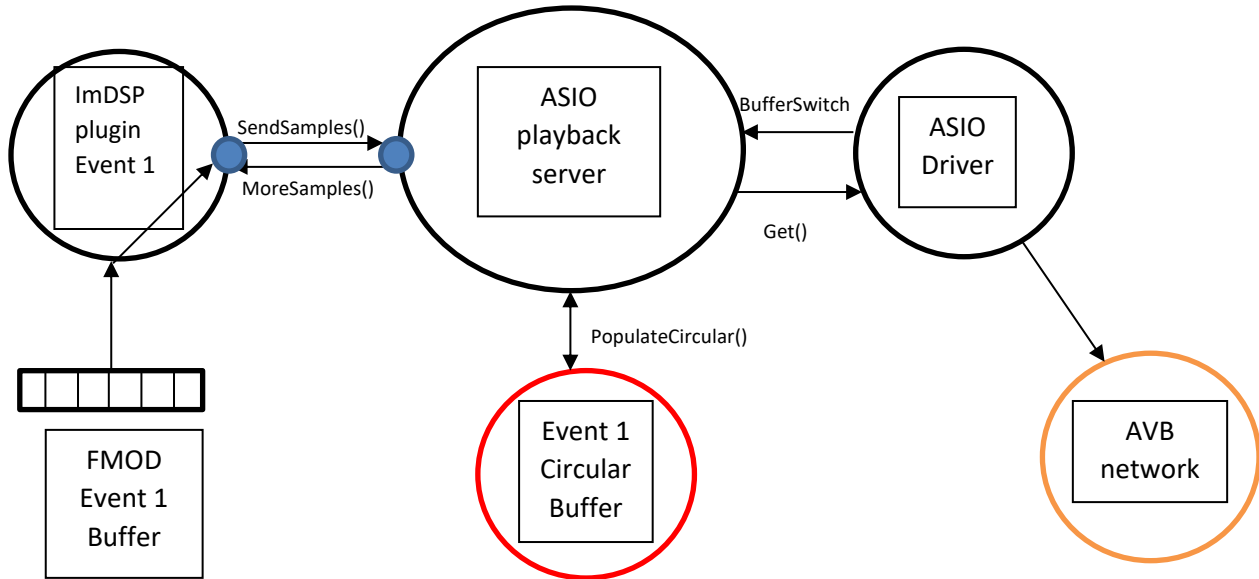 ImDSP
plugin
Event 1
SendSamples()
MoreSamples()
ASIO
playback
server
BufferSwitch
Get()
ASIO
Driver
PopulateCircular()
FMOD
Event 1
Buffer
Event 1
Circular
Buffer
AVB
network